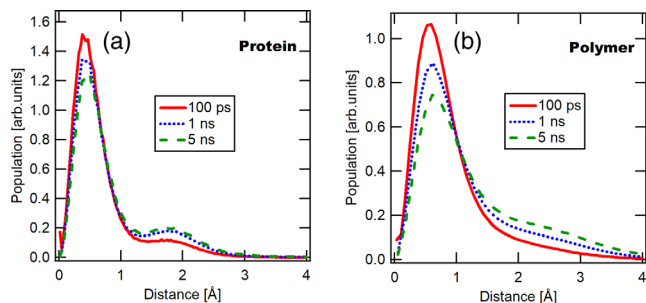 (a)
Protein
100 ps
1 ns
5 ns
Population [arb.units]
1.6
1.4
1.2
1.0
0.8
0.6
0.4
0.2
0.0
0
1
2
3
4
Distance [Å]
(b)
Polymer
100 ps
1 ns
5 ns
Population [arb.units]
1.0
0.8
0.6
0.4
0.2
0.0
0
1
2
3
4
Distance [Å]